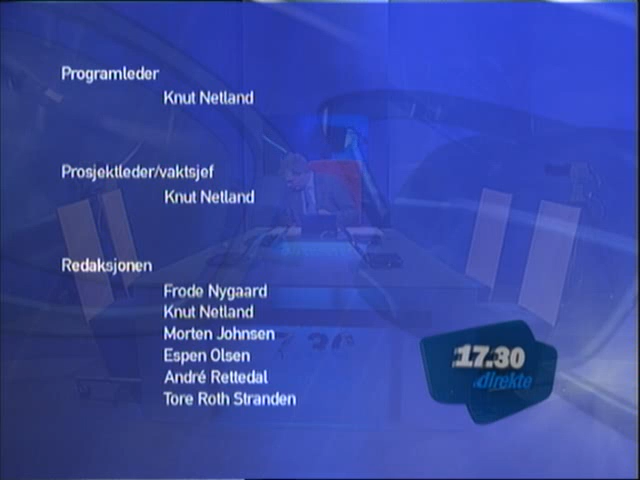 Programleder
Knut Netland
Prosjektleder/vaktsjef
Knut Netland
Redaksjonen
Frode Nygaard
Knut Netland
Morten Johnsen
Espen Olsen
André Rettedal
Tore Roth Stranden
17.30
direkte